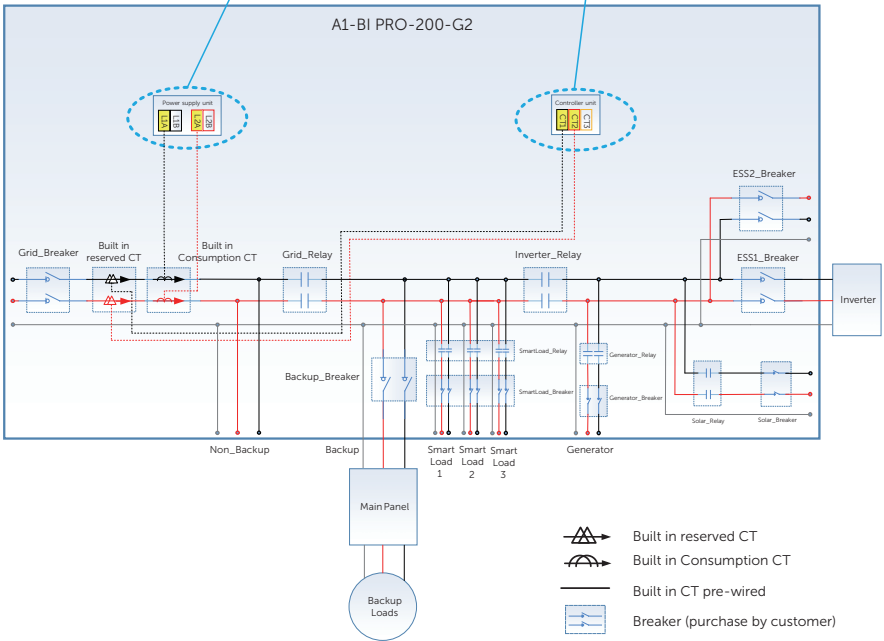 A1-BI PRO-200-G2
Power supply unit
L1A
L1B
L2A
L2B
Controller unit
CT1
CT2
CT3
ESS2_Breaker
Grid_Breaker
Built in
reserved CT
Built in
Consumption CT
Grid_Relay
Inverter_Relay
ESS1_Breaker
Inverter
SmartLoad_Relay
Generator_Relay
Backup_Breaker
SmartLoad_Breaker
Generator_Breaker
Solar_Relay
Solar_Breaker
Non_Backup
Backup
Smart
Load
1
Smart
Load
2
Smart
Load
3
Generator
Main Panel
Backup
Loads
Built in reserved CT
Built in Consumption CT
Built in CT pre-wired
Breaker (purchase by customer)